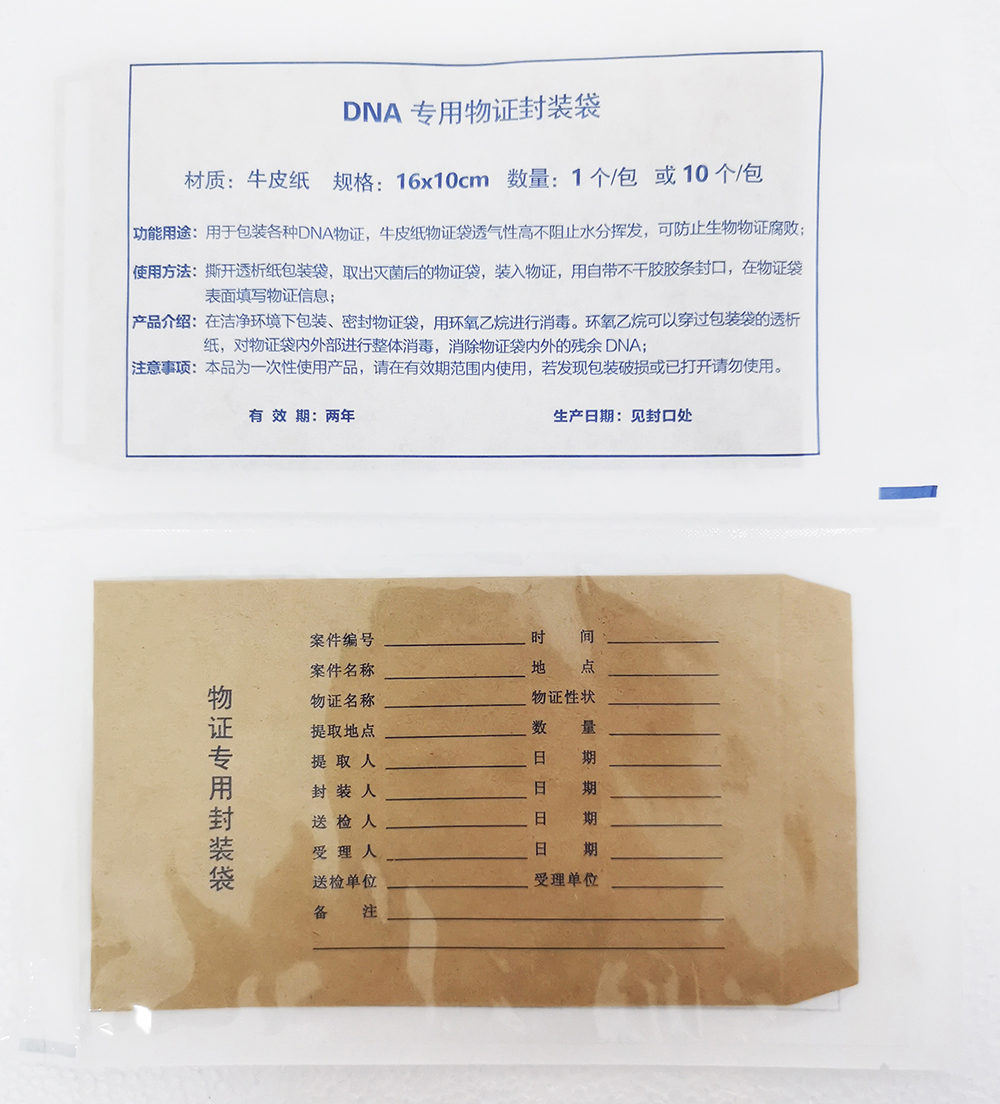 DNA 专用物证封装袋
材质：牛皮纸 规格：16x10cm 数量：1 个/包 或 10 个/包
功能用途：用于包装各种DNA物证，牛皮纸物证袋透气性高不阻止水分挥发，可防止生物物证腐败；
使用方法：撕开透析纸包装袋，取出灭菌后的物证袋，装入物证，用自带不干胶胶条封口，在物证袋
表面填写物证信息；
产品介绍：在洁净环境下包装、密封物证袋，用环氧乙烷进行消毒。环氧乙烷可以穿过包装袋的透析
纸，对物证袋内外部进行整体消毒，消除物证袋内外的残余 DNA；
注意事项：本品为一次性使用产品，请在有效期范围内使用，若发现包装破损或已打开请勿使用。
有 效 期：两年 生产日期：见封口处
物证专用封装袋
案件编号 时 间
案件名称 地 点
物证名称 物证性状
提取地点 数 量
提 取 人 日 期
封 装 人 日 期
送 检 人 日 期
受 理 人 日 期
送检单位 受理单位
备 注